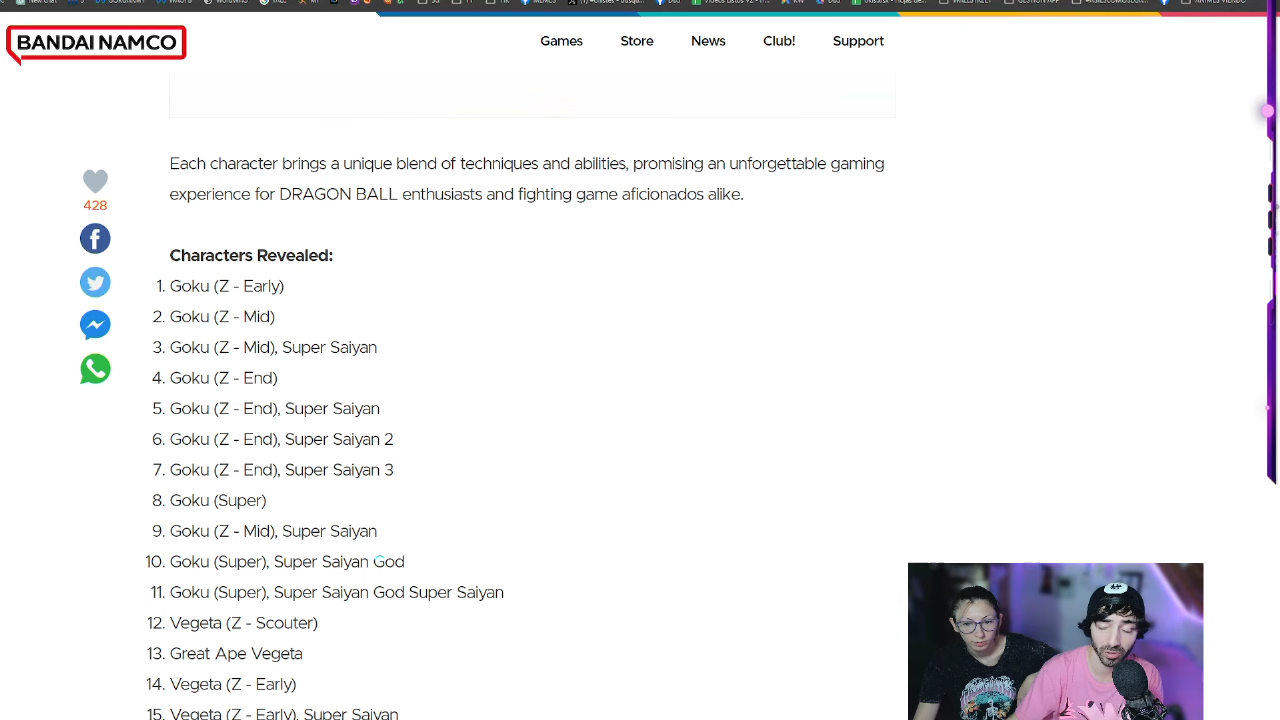 BANDAI NAMCO
Games Store News Club! Support
Each character brings a unique blend of techniques and abilities, promising an unforgettable gaming
experience for DRAGON BALL enthusiasts and fighting game aficionados alike.
428
Characters Revealed:
1. Goku (Z - Early)
2. Goku (Z - Mid)
3. Goku (Z - Mid), Super Saiyan
4. Goku (Z - End)
5. Goku (Z - End), Super Saiyan
6. Goku (Z - End), Super Saiyan 2
7. Goku (Z - End), Super Saiyan 3
8. Goku (Super)
9. Goku (Z - Mid), Super Saiyan
10. Goku (Super), Super Saiyan God
11. Goku (Super), Super Saiyan God Super Saiyan
12. Vegeta (Z - Scouter)
13. Great Ape Vegeta
14. Vegeta (Z - Early)
15. Vegeta (Z - Early), Super Saiyan